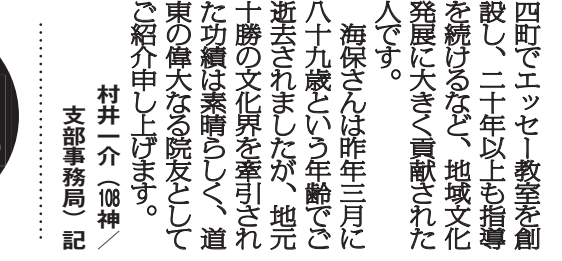 四町でエッセー教室を創
設し、二十年以上も指導
を続けるなど、地域文化
発展に大きく貢献された
人です。
　海保さんは昨年三月に
八十九歳という年齢でご
逝去されましたが、地元
十勝の文化界を牽引され
た功績は素晴らしく、道
東の偉大なる院友として
ご紹介申し上げます。
村井一介（108神／
支部事務局）記